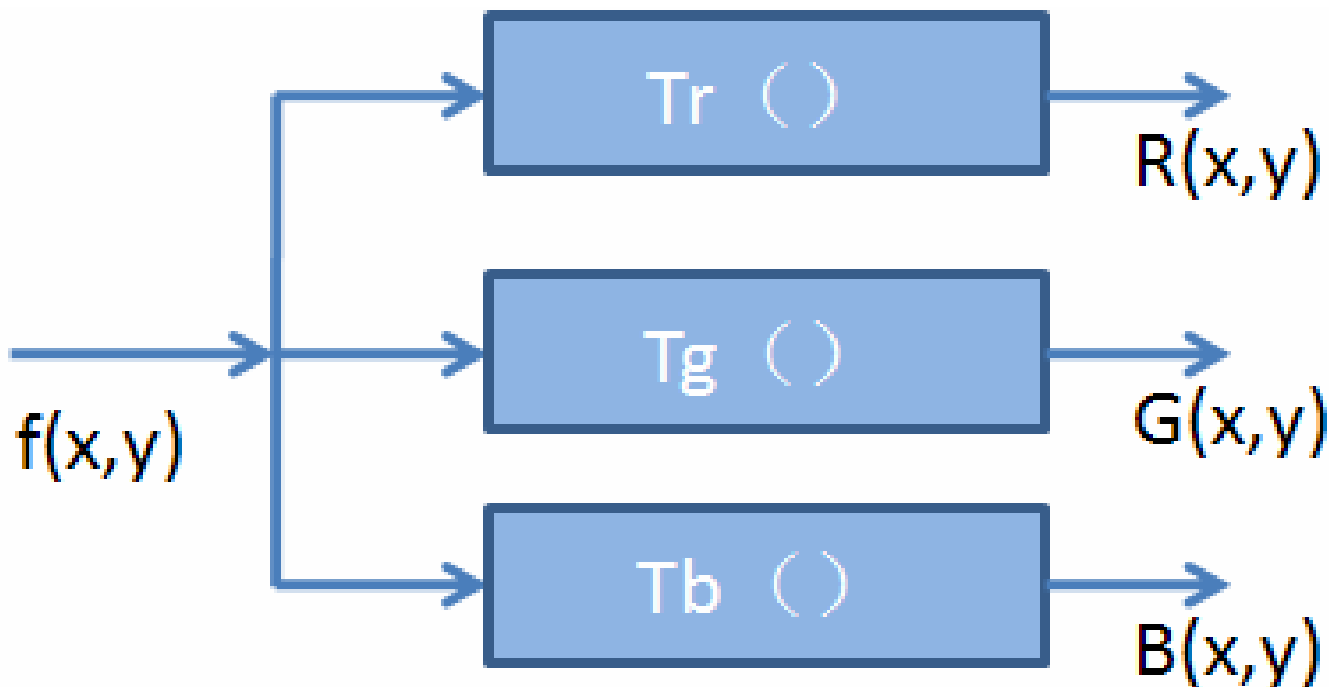 Tr （ ）
R(x,y)
Tg （ ）
f(x,y)
G(x,y)
Tb （ ）
B(x,y)